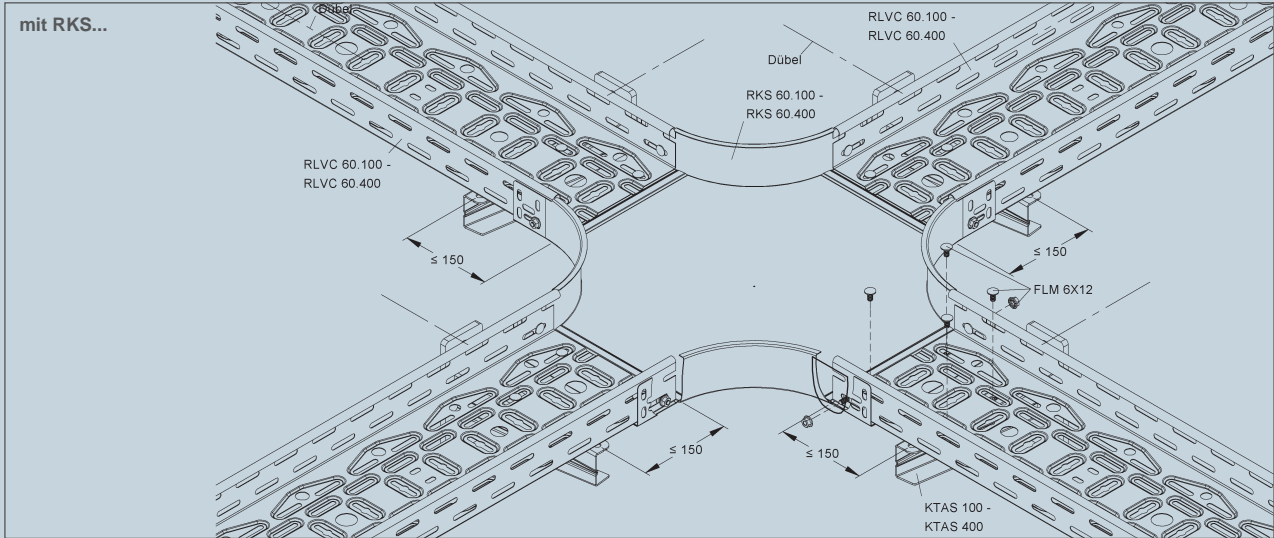 mit RKS...
Dübel
RLVC 60.100 -
RLVC 60.400
Dübel
RKS 60.100 -
RKS 60.400
RLVC 60.100 -
RLVC 60.400
≤ 150
≤ 150
FLM 6X12
≤ 150
≤ 150
KTAS 100 -
KTAS 400